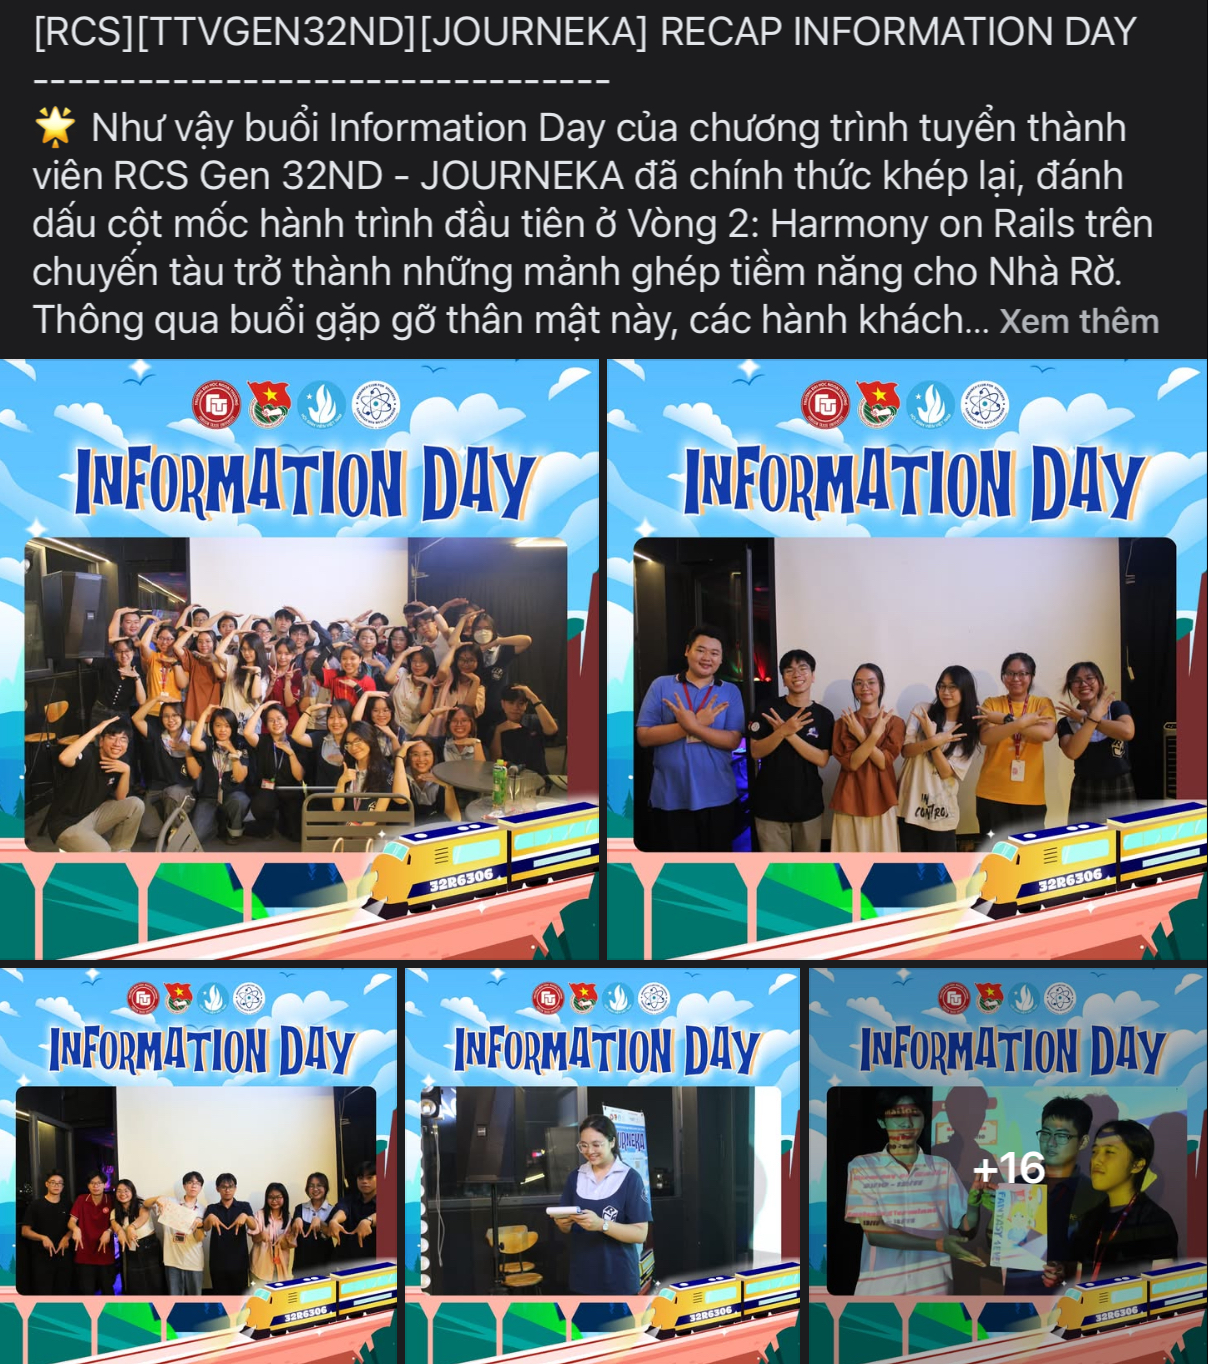 [RCS][TTVGEN32ND][JOURNEKA] RECAP INFORMATION DAY
---------------------------------
🌟 Như vậy buổi Information Day của chương trình tuyển thành
viên RCS Gen 32ND - JOURNEKA đã chính thức khép lại, đánh
dấu cột mốc hành trình đầu tiên ở Vòng 2: Harmony on Rails trên
chuyến tàu trở thành những mảnh ghép tiềm năng cho Nhà Rờ.
Thông qua buổi gặp gỡ thân mật này, các hành khách... Xem thêm
INFORMATION DAY
IN
CONTROL
32R6306
INFORMATION DAY
32R6306
INFORMATION DAY
32R6306
INFORMATION DAY
32R6306
INFORMATION DAY
+16
FANTASY
32R6306